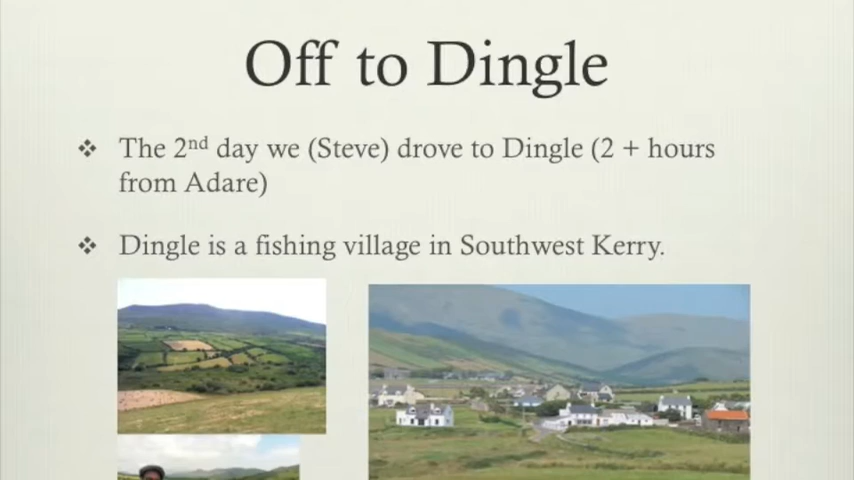 Off to Dingle
❖ The 2nd day we (Steve) drove to Dingle (2 + hours
from Adare)
❖ Dingle is a fishing village in Southwest Kerry.